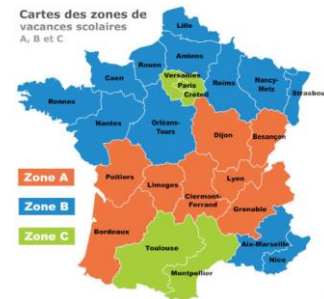 Cartes des zones de
vacances scolaires
A, B et C
Lille
Amiens
Rouen
Caen
Versailles
Paris
Créteil
Reims
Nancy-
Metz
Strasbourg
Rennes
Nantes
Orléans-
Tours
Dijon
Besançon
Zone A
Zone B
Zone C
Poitiers
Limoges
Clermont-
Ferrand
Lyon
Grenoble
Bordeaux
Toulouse
Montpellier
Aix-Marseille
Nice